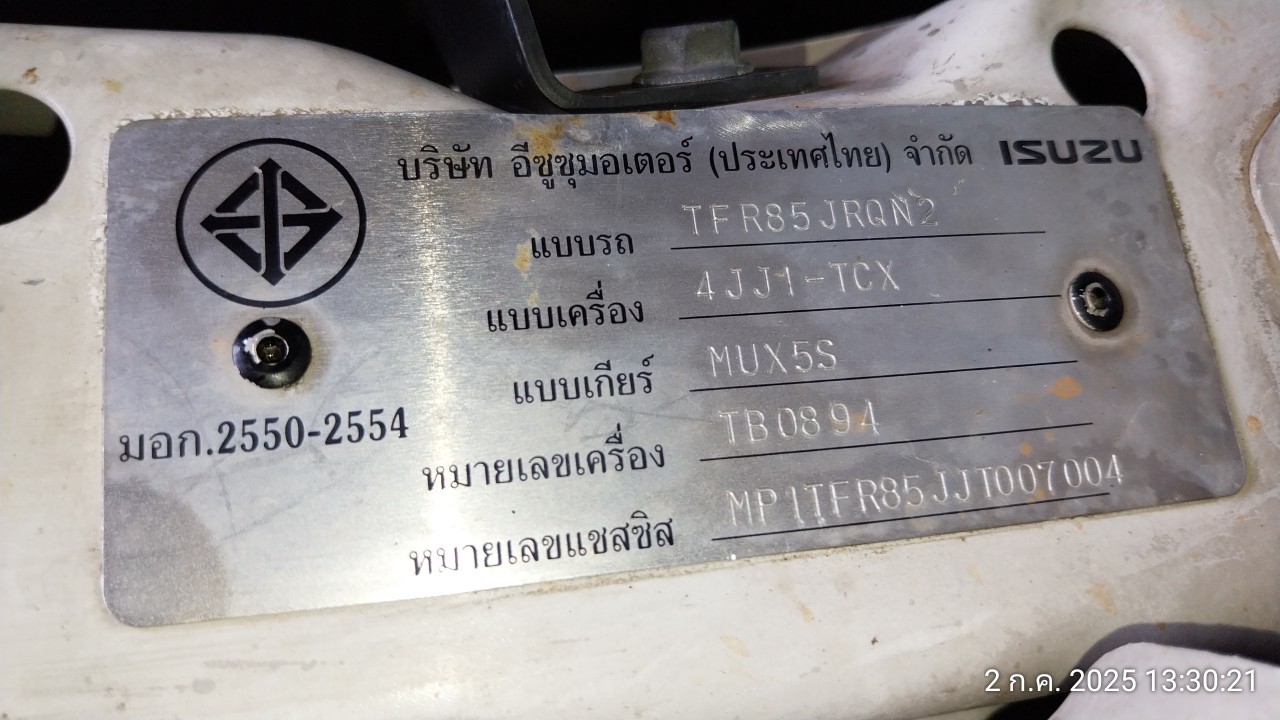 บริษัท อีซูซุมอเตอร์ (ประเทศไทย) จำกัด ISUZU
แบบรถ TFR85JRQN2
แบบเครื่อง 4JJ1-TCX
แบบเกียร์ MUX5S
มอก.2550-2554
หมายเลขเครื่อง TB0894
หมายเลขแชสซิส MP1TFR85JJT007004
2 ก.ค. 2025 13:30:21